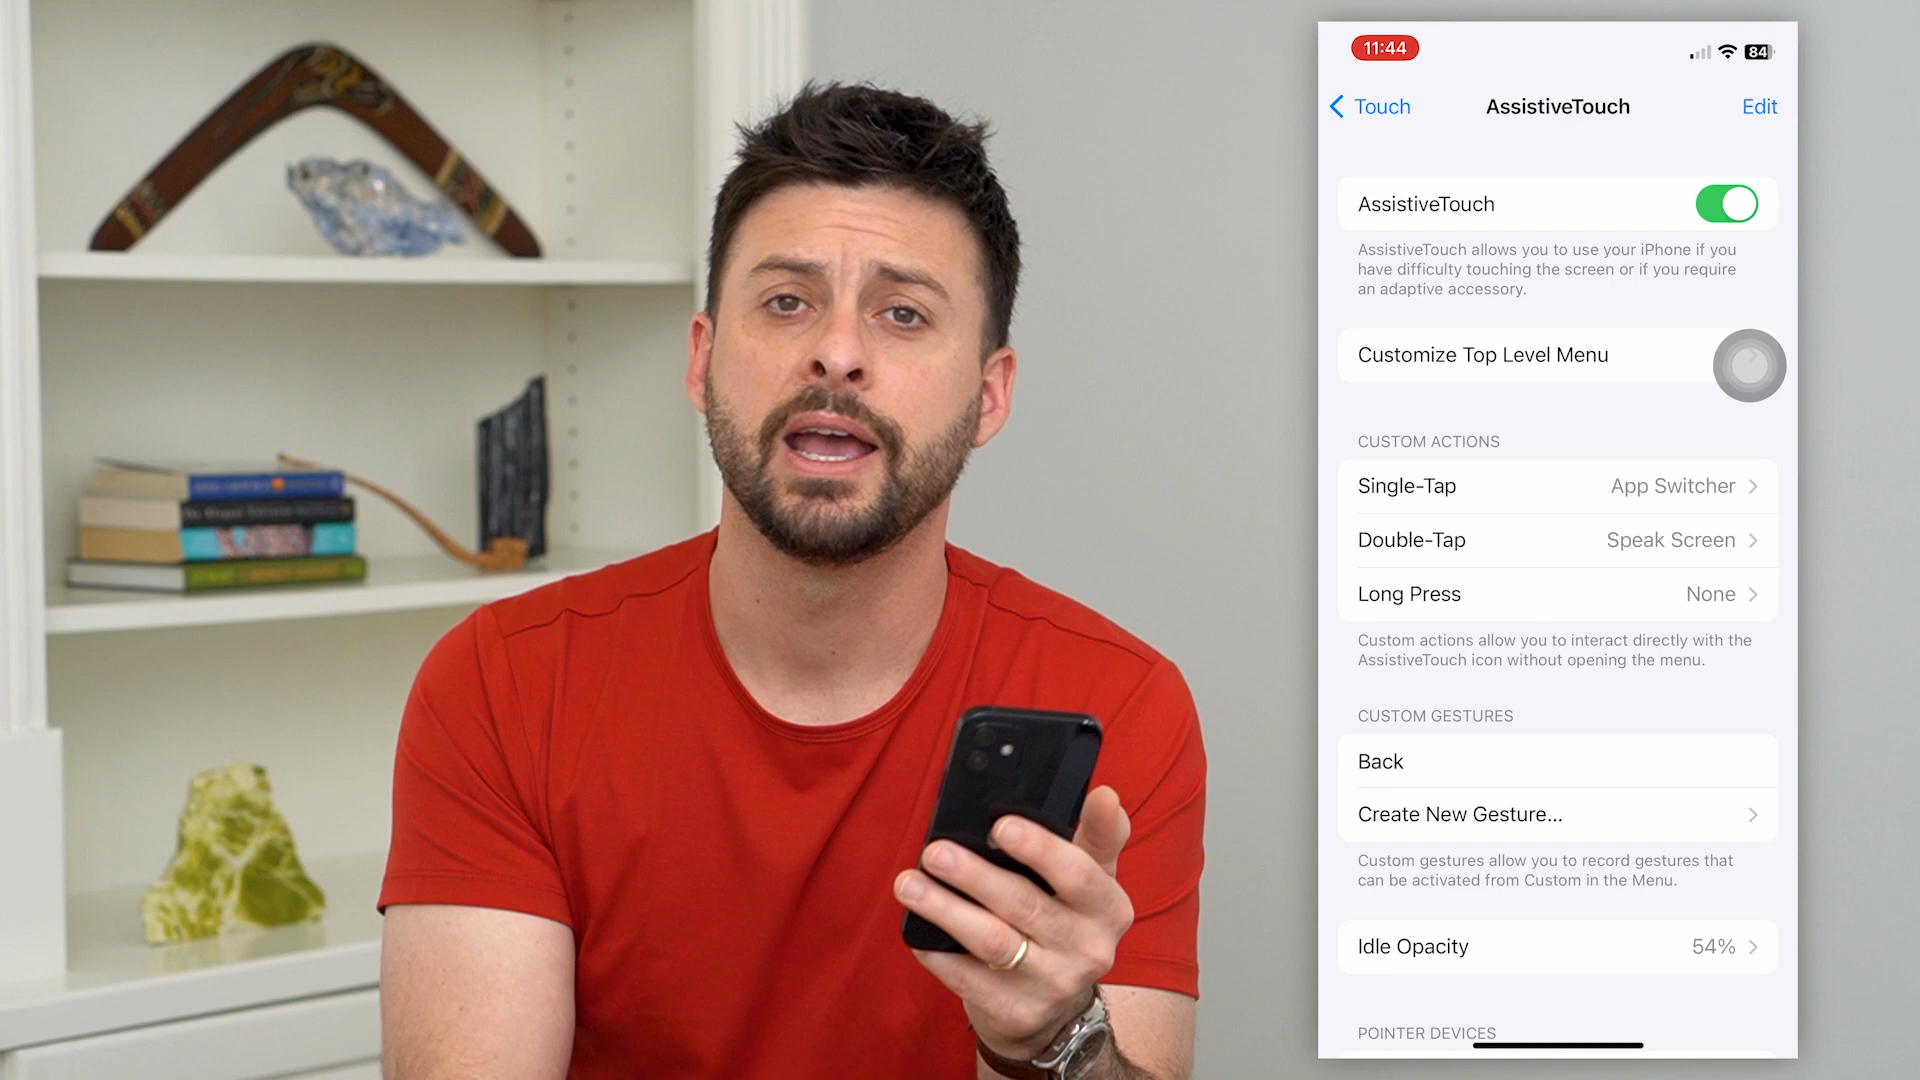 11:44
84
Touch
AssistiveTouch
Edit
AssistiveTouch
AssistiveTouch allows you to use your iPhone if you
have difficulty touching the screen or if you require
an adaptive accessory.
Customize Top Level Menu
CUSTOM ACTIONS
Single-Tap App Switcher
Double-Tap Speak Screen
Long Press None
Custom actions allow you to interact directly with the
AssistiveTouch icon without opening the menu.
CUSTOM GESTURES
Back
Create New Gesture...
Custom gestures allow you to record gestures that
can be activated from Custom in the Menu.
Idle Opacity 54%
POINTER DEVICES